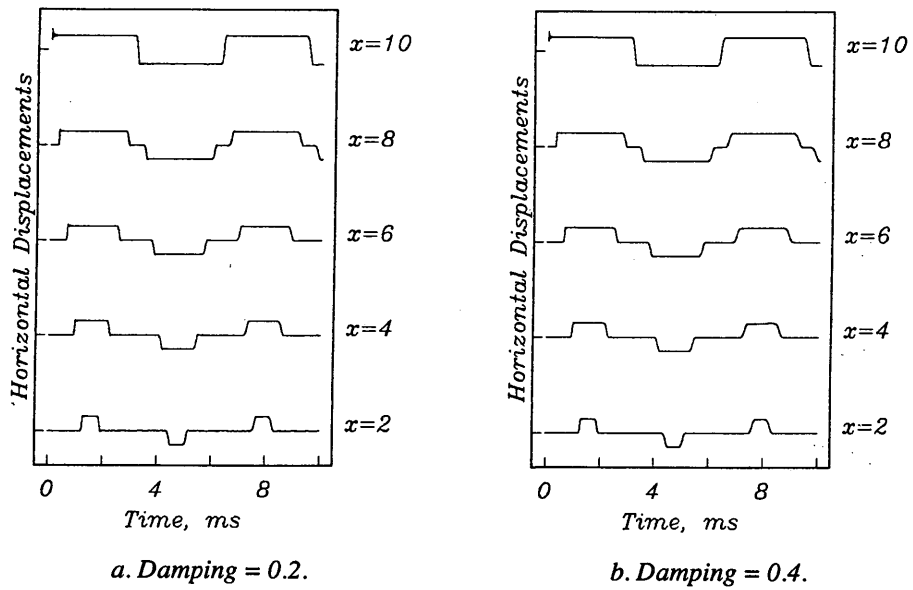 Horizontal Displacements
x=10
x=8
x=6
x=4
x=2
0 4 8
Time, ms
a. Damping = 0.2.
Horizontal Displacements
x=10
x=8
x=6
x=4
x=2
0 4 8
Time, ms
b. Damping = 0.4.